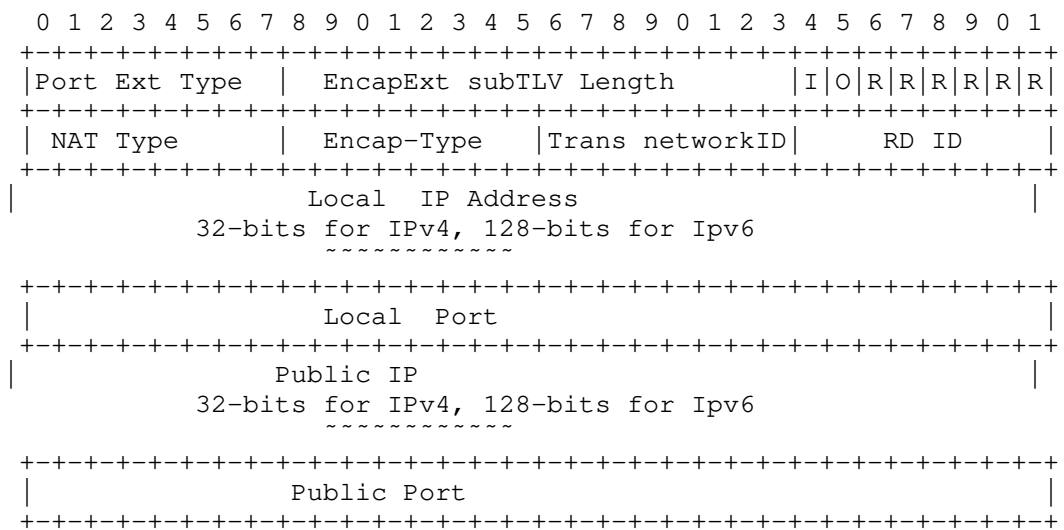 0 1 2 3 4 5 6 7 8 9 0 1 2 3 4 5 6 7 8 9 0 1 2 3 4 5 6 7 8 9 0 1
+-+-+-+-+-+-+-+-+-+-+-+-+-+-+-+-+-+-+-+-+-+-+-+-+-+-+-+-+-+-+-+-+
|Port Ext Type  |  EncapExt subTLV Length       |I|O|R|R|R|R|R|R|
+-+-+-+-+-+-+-+-+-+-+-+-+-+-+-+-+-+-+-+-+-+-+-+-+-+-+-+-+-+-+-+-+
| NAT Type      |  Encap-Type   |Trans networkID|     RD ID     |
+-+-+-+-+-+-+-+-+-+-+-+-+-+-+-+-+-+-+-+-+-+-+-+-+-+-+-+-+-+-+-+-+
|                  Local  IP Address                            |
32-bits for IPv4, 128-bits for Ipv6
~~~~~~~~~~~~
+-+-+-+-+-+-+-+-+-+-+-+-+-+-+-+-+-+-+-+-+-+-+-+-+-+-+-+-+-+-+-+-+
|                  Local  Port                                  |
+-+-+-+-+-+-+-+-+-+-+-+-+-+-+-+-+-+-+-+-+-+-+-+-+-+-+-+-+-+-+-+-+
|                Public IP                                      |
32-bits for IPv4, 128-bits for Ipv6
~~~~~~~~~~~~
+-+-+-+-+-+-+-+-+-+-+-+-+-+-+-+-+-+-+-+-+-+-+-+-+-+-+-+-+-+-+-+-+
|                Public Port                                    |
+-+-+-+-+-+-+-+-+-+-+-+-+-+-+-+-+-+-+-+-+-+-+-+-+-+-+-+-+-+-+-+-+